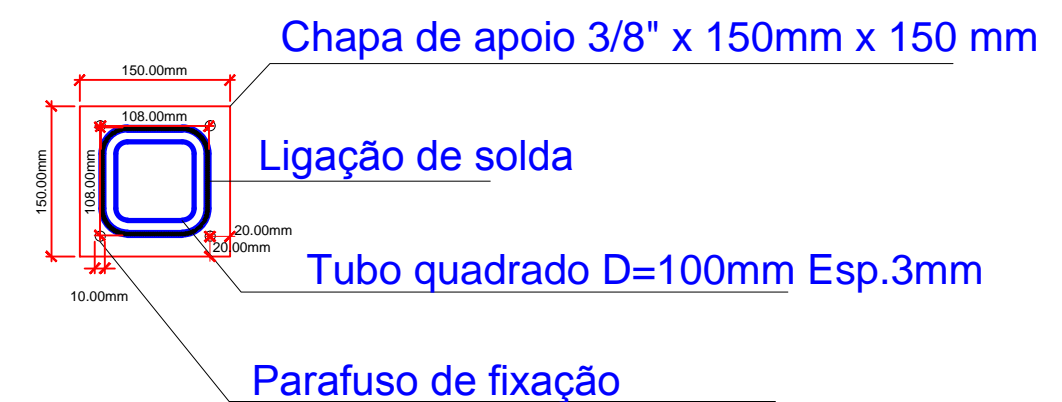 Chapa de apoio 3/8" x 150mm x 150 mm
150.00mm
108.00mm
150.00mm
108.00mm
Ligação de solda
20.00mm
20.00mm
Tubo quadrado D=100mm Esp.3mm
10.00mm
Parafuso de fixação